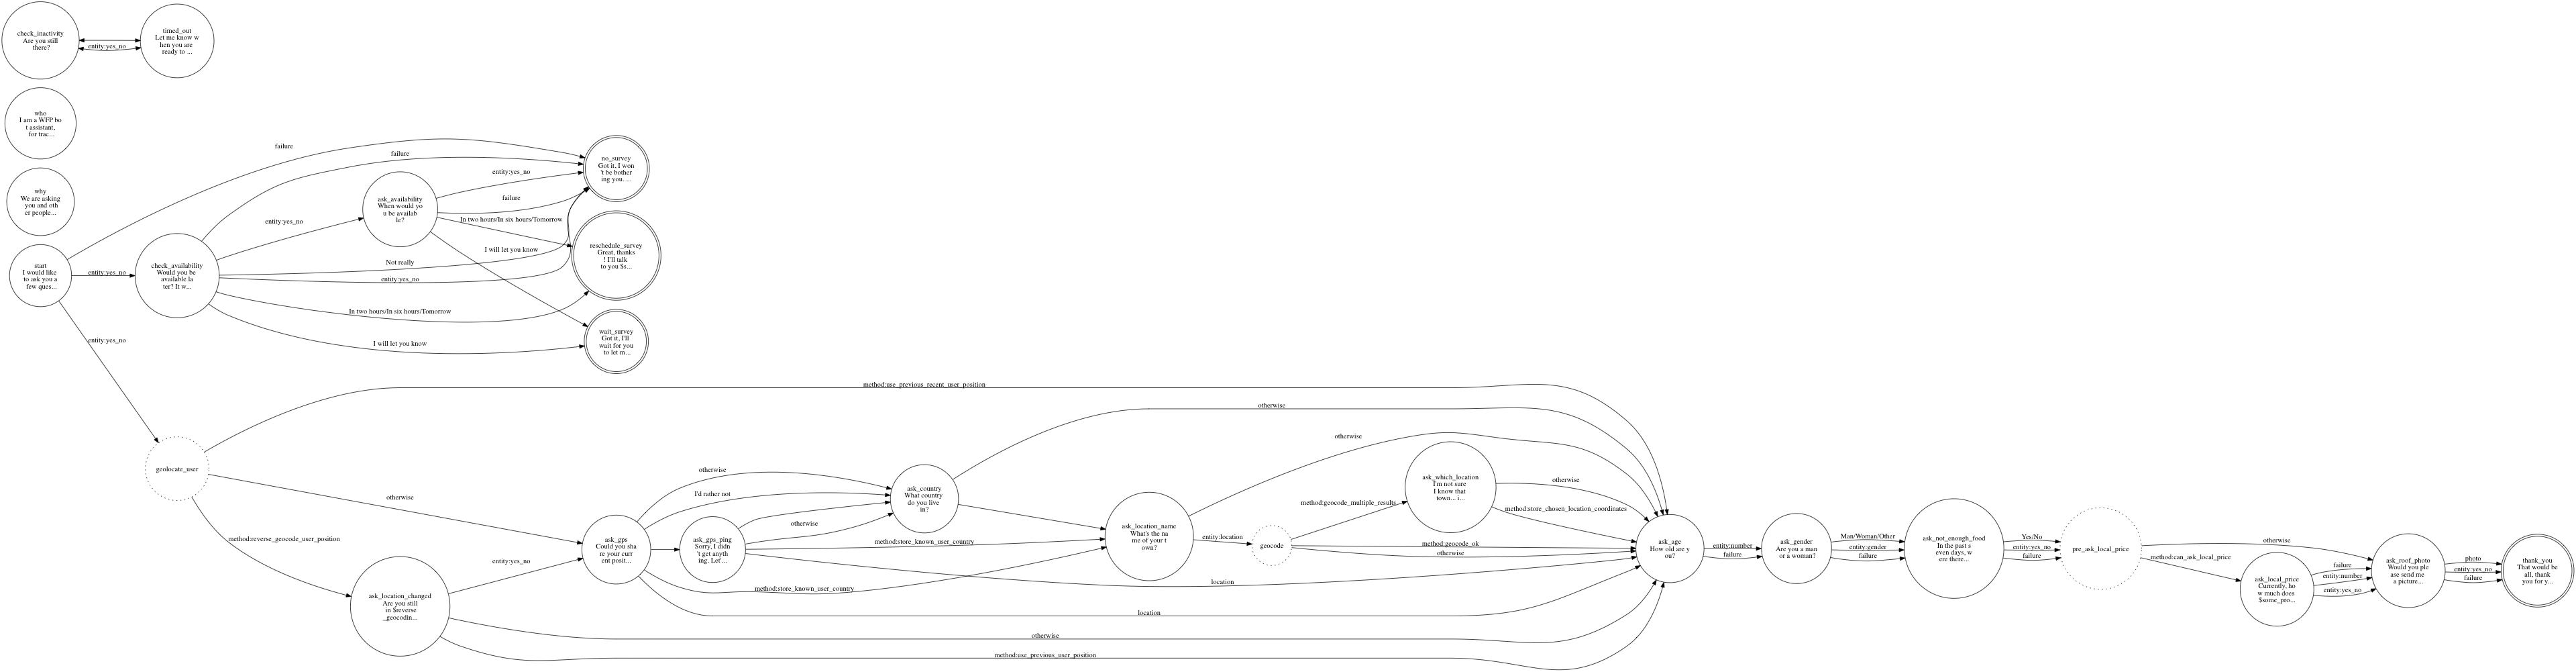 check_inactivity
Are you still
there?
entity:yes_no
timed_out
Let me know w
hen you are
ready to ...
who
I am a WFP bo
t assistant,
for trac...
why
We are asking
you and oth
er people...
start
I would like
to ask you a
few ques...
failure
entity:yes_no
entity:yes_no
check_availability
Would you be
available la
ter? It w...
failure
entity:yes_no
Not really
entity:yes_no
In two hours/In six hours/Tomorrow
I will let you know
ask_availability
When would yo
u be availab
le?
entity:yes_no
failure
In two hours/In six hours/Tomorrow
I will let you know
no_survey
Got it, I won
't be bother
ing you. ...
reschedule_survey
Great, thanks
! I'll talk
to you $s...
wait_survey
Got it, I'll
wait for you
to let m...
geolocate_user
method:use_previous_recent_user_position
otherwise
method:reverse_geocode_user_position
ask_location_changed
Are you still
in $reverse
_geocodin...
entity:yes_no
otherwise
method:use_previous_user_position
ask_gps
Could you sha
re your curr
ent posit...
otherwise
I'd rather not
method:store_known_user_country
location
ask_gps_ping
Sorry, I didn
't get anyth
ing. Let'...
otherwise
method:store_known_user_country
location
ask_country
What country
do you live
in?
otherwise
ask_location_name
What's the na
me of your t
own?
otherwise
entity:location
geocode
method:geocode_multiple_results
method:geocode_ok
otherwise
ask_which_location
I'm not sure
I know that
town... i...
otherwise
method:store_chosen_location_coordinates
ask_age
How old are y
ou?
entity:number
failure
ask_gender
Are you a man
or a woman?
Man/Woman/Other
entity:gender
failure
ask_not_enough_food
In the past s
even days, w
ere there...
Yes/No
entity:yes_no
failure
pre_ask_local_price
otherwise
method:can_ask_local_price
ask_local_price
Currently, ho
w much does
$some_pro...
failure
entity:number
entity:yes_no
ask_roof_photo
Would you ple
ase send me
a picture...
photo
entity:yes_no
failure
thank_you
That would be
all, thank
you for y...